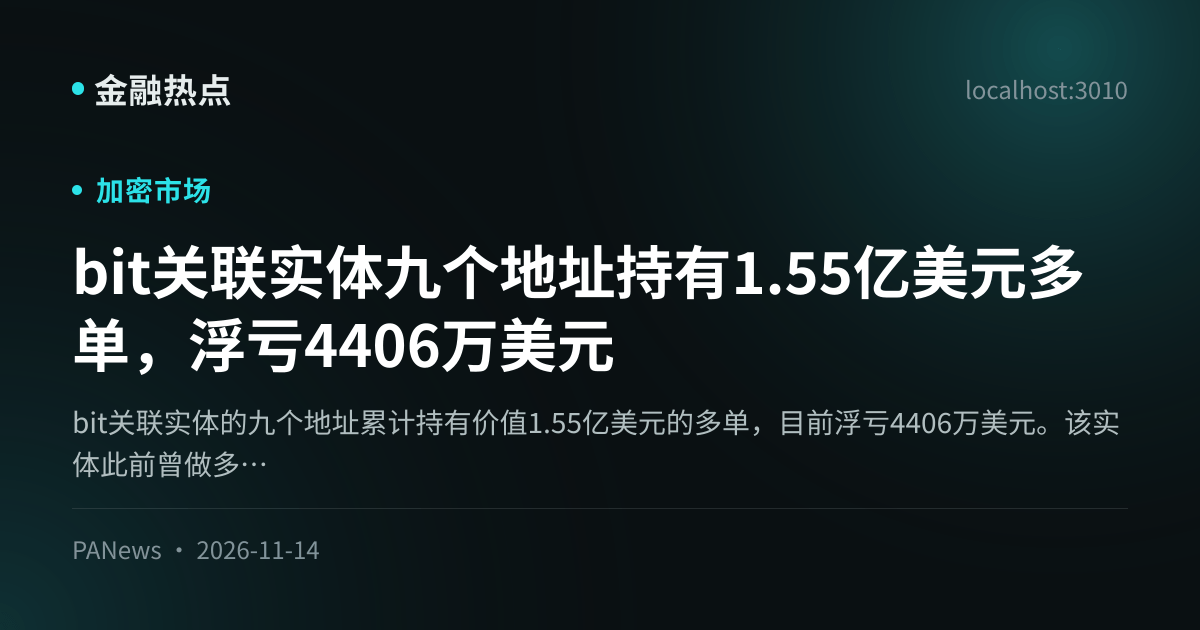 金融热点
localhost:3010
加密市场
bit关联实体九个地址持有1.55亿美元多
单，浮亏4406万美元
bit关联实体的九个地址累计持有价值1.55亿美元的多单，目前浮亏4406万美元。该实
体此前曾做多…
PANews • 2026-11-14